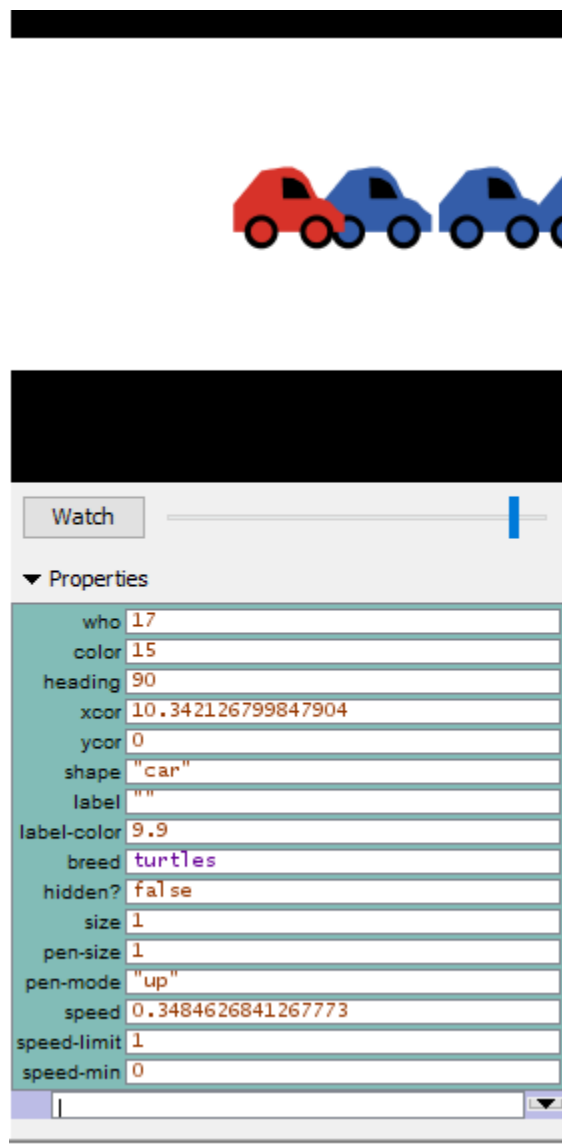 Watch
Properties
who 17
color 15
heading 90
xcor 10.342126799847904
ycor 0
shape "car"
label ""
label-color 9.9
breed turtles
hidden? false
size 1
pen-size 1
pen-mode "up"
speed 0.3484626841267773
speed-limit 1
speed-min 0